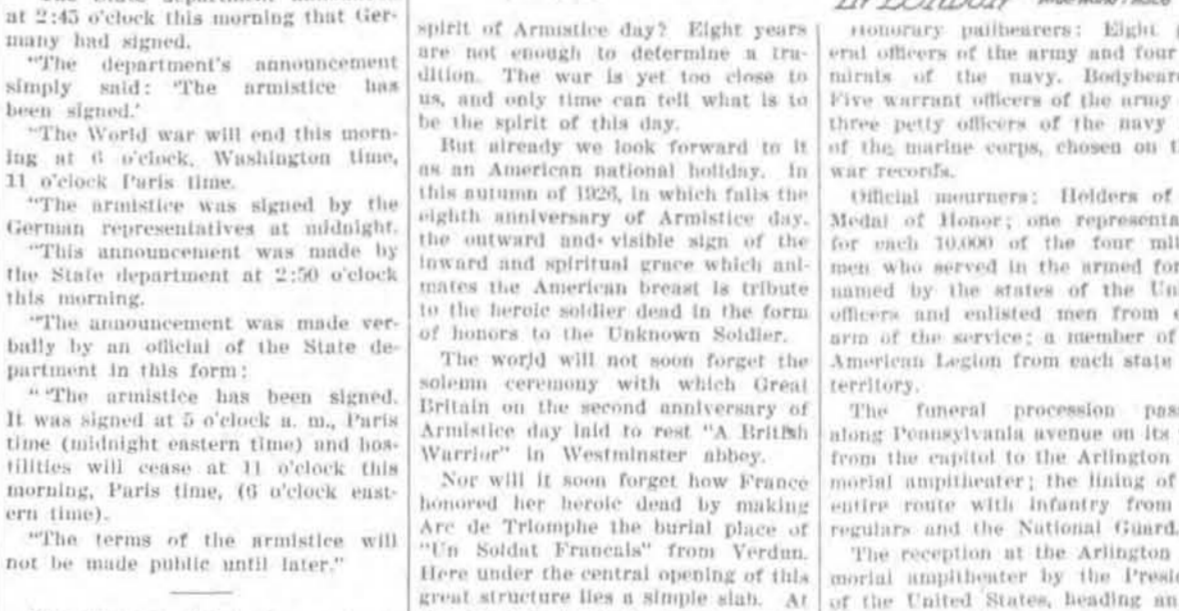 at 2:45 o'clock this morning that Ger-
many had signed.
"The department's announcement
simply said: 'The armistice has
been signed.'
"The World war will end this morn-
ing at 6 o'clock, Washington time,
11 o'clock Paris time.
"The armistice was signed by the
German representatives at midnight.
"This announcement was made by
the State department at 2:50 o'clock
this morning.
"The announcement was made ver-
bally by an official of the State de-
partment in this form:
"'The armistice has been signed.
It was signed at 5 o'clock a. m., Paris
time (midnight eastern time) and hos-
tilities will cease at 11 o'clock this
morning, Paris time, (6 o'clock east-
ern time).
"The terms of the armistice will
not be made public until later."
spirit of Armistice day? Eight years
are not enough to determine a tra-
dition. The war is yet too close to
us, and only time can tell what is to
be the spirit of this day.
But already we look forward to it
as an American national holiday. In
this autumn of 1926, in which falls the
eighth anniversary of Armistice day,
the outward and visible sign of the
inward and spiritual grace which ani-
mates the American breast is tribute
to the heroic soldier dead in the form
of honors to the Unknown Soldier.
The world will not soon forget the
solemn ceremony with which Great
Britain on the second anniversary of
Armistice day laid to rest "A British
Warrior" in Westminster abbey.
Nor will it soon forget how France
honored her heroic dead by making
Arc de Triomphe the burial place of
"Un Soldat Francais" from Verdun.
Here under the central opening of this
great structure lies a simple slab. At
IN LONDON
Honorary pallbearers: Eight
eral officers of the army and four
mirals of the navy. Bodybear
Five warrant officers of the army
three petty officers of the navy
of the marine corps, chosen on
war records.
Official mourners: Holders of
Medal of Honor; one representa
for each 10,000 of the four mil
men who served in the armed for
named by the states of the Un
officers and enlisted men from
arm of the service; a member of
American Legion from each state
territory.
The funeral procession pas
along Pennsylvania avenue on its
from the capitol to the Arlington
morial ampitheater; the lining of
entire route with infantry from
regulars and the National Guard.
The reception at the Arlington
morial ampitheater by the Presid
of the United States, heading an